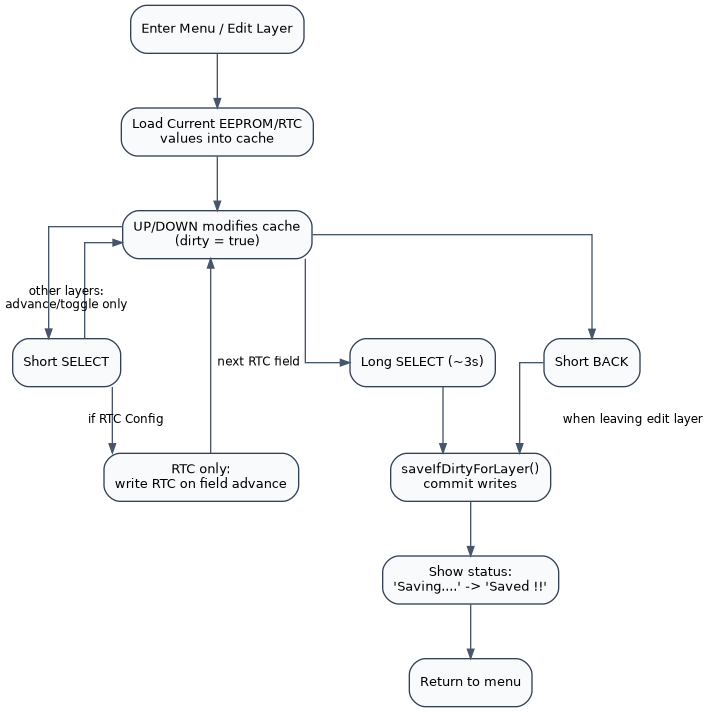 Enter Menu / Edit Layer
Load Current EEPROM/RTC
values into cache
UP/DOWN modifies cache
(dirty = true)
other layers:
advance/toggle only
Short SELECT
next RTC field
Long SELECT (~3s)
Short BACK
if RTC Config
when leaving edit layer
RTC only:
write RTC on field advance
saveIfDirtyForLayer()
commit writes
Show status:
'Saving....' -> 'Saved !!'
Return to menu